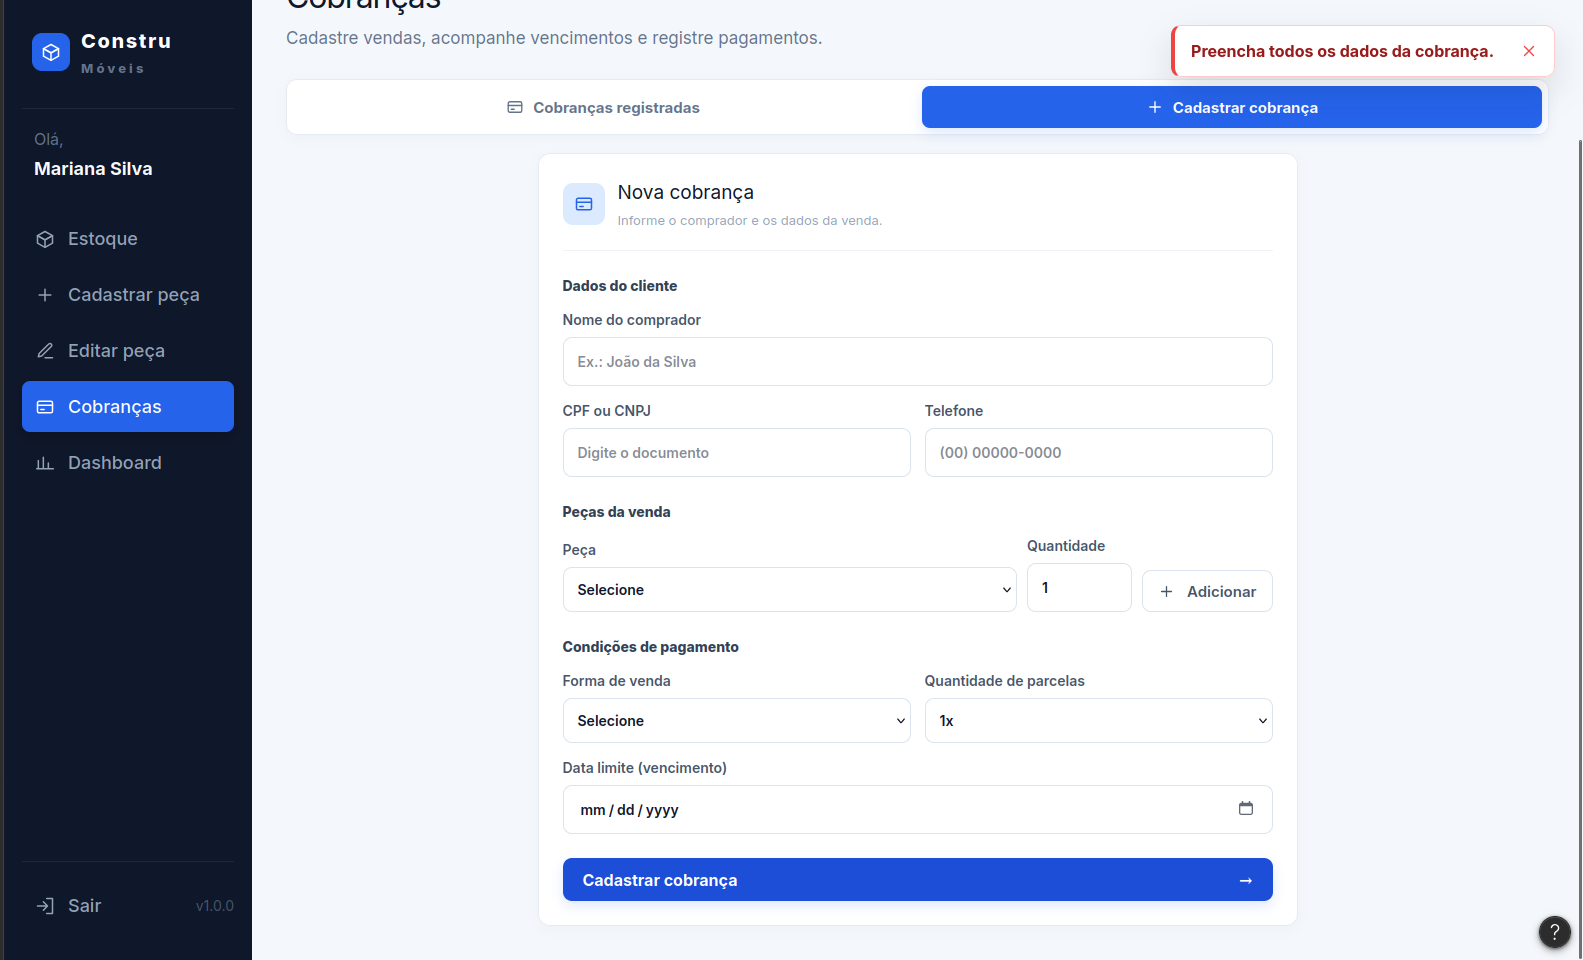 Constru
Móveis
Olá,
Mariana Silva
Estoque
Cadastrar peça
Editar peça
Cobranças
Dashboard
Sair
v1.0.0
Cobranças
Cadastre vendas, acompanhe vencimentos e registre pagamentos.
Preencha todos os dados da cobrança.
Cobranças registradas
Cadastrar cobrança
Nova cobrança
Informe o comprador e os dados da venda.
Dados do cliente
Nome do comprador
Ex.: João da Silva
CPF ou CNPJ
Telefone
Digite o documento
(00) 00000-0000
Peças da venda
Peça
Quantidade
Selecione
1
Adicionar
Condições de pagamento
Forma de venda
Quantidade de parcelas
Selecione
1x
Data limite (vencimento)
mm / dd / yyyy
Cadastrar cobrança →
?